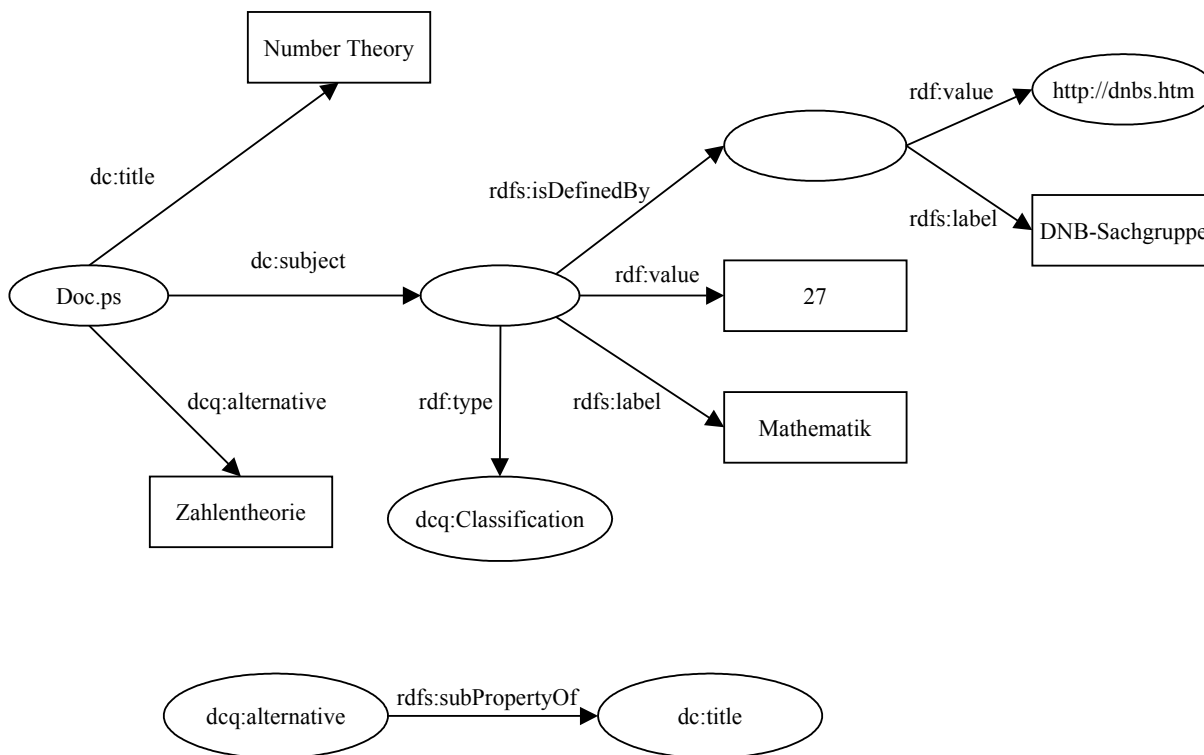 Number Theory
rdf:value
http://dnbs.htm
dc:title
rdfs:isDefinedBy
rdfs:label
DNB-Sachgruppe
dc:subject
rdf:value
Doc.ps
27
dcq:alternative
rdf:type
rdfs:label
Mathematik
Zahlentheorie
dcq:Classification
rdfs:subPropertyOf
dcq:alternative
dc:title